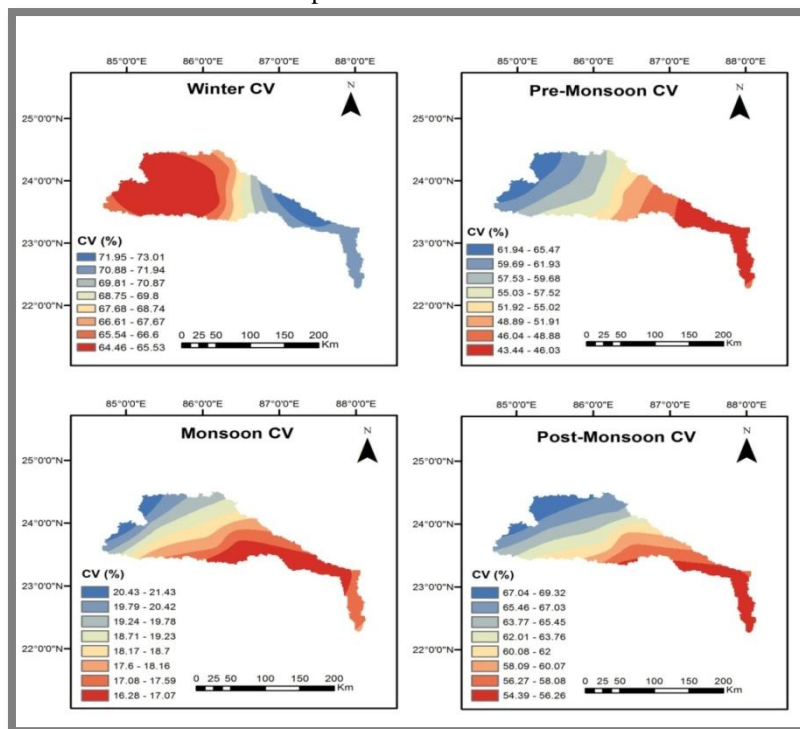 85°0'0"E 86°0'0"E 87°0'0"E 88°0'0"E
Winter CV
N
25°0'0"N
24°0'0"N
23°0'0"N
22°0'0"N
CV (%)
71.95 - 73.01
70.88 - 71.94
69.81 - 70.87
68.75 - 69.8
67.68 - 68.74
66.61 - 67.67
65.54 - 66.6
64.46 - 65.53
0 25 50 100 150 200
Km
85°0'0"E 86°0'0"E 87°0'0"E 88°0'0"E
Pre-Monsoon CV
N
25°0'0"N
24°0'0"N
23°0'0"N
22°0'0"N
CV (%)
61.94 - 65.47
59.69 - 61.93
57.53 - 59.68
55.03 - 57.52
51.92 - 55.02
48.89 - 51.91
46.04 - 48.88
43.44 - 46.03
0 25 50 100 150 200
Km
85°0'0"E 86°0'0"E 87°0'0"E 88°0'0"E
Monsoon CV
N
25°0'0"N
24°0'0"N
23°0'0"N
22°0'0"N
CV (%)
20.43 - 21.43
19.79 - 20.42
19.24 - 19.78
18.71 - 19.23
18.17 - 18.7
17.6 - 18.16
17.08 - 17.59
16.28 - 17.07
0 25 50 100 150 200
Km
85°0'0"E 86°0'0"E 87°0'0"E 88°0'0"E
Post-Monsoon CV
N
25°0'0"N
24°0'0"N
23°0'0"N
22°0'0"N
CV (%)
67.04 - 69.32
65.46 - 67.03
63.77 - 65.45
62.01 - 63.76
60.08 - 62
58.09 - 60.07
56.27 - 58.08
54.39 - 56.26
0 25 50 100 150 200
Km